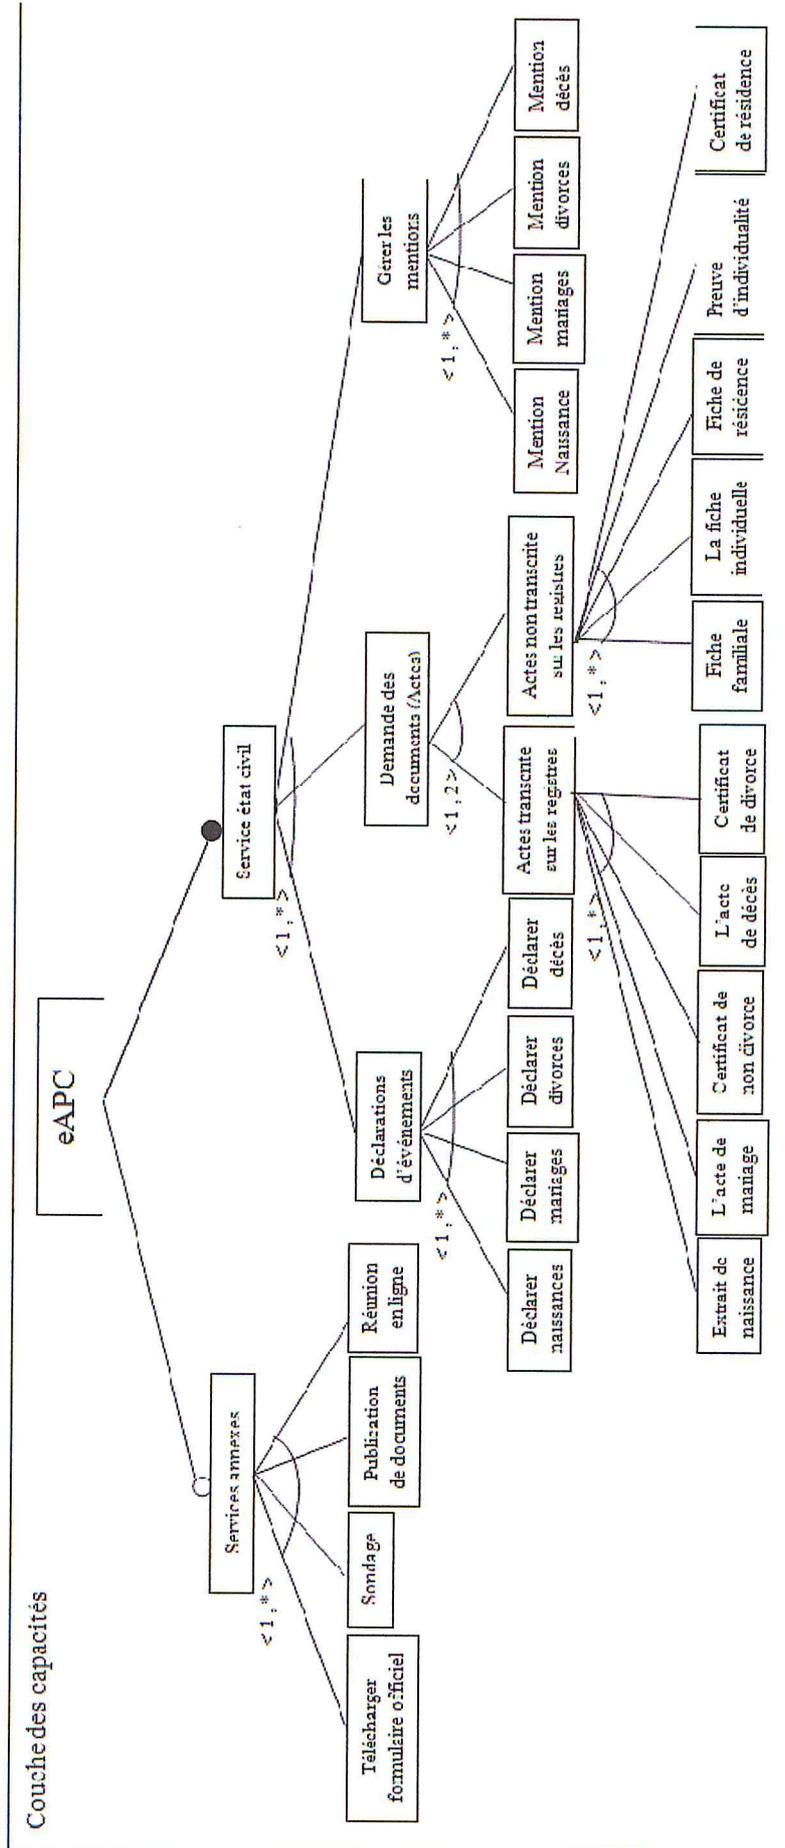 Couche des capacités
eAPC
Services annexes
Service état civil
<1,*>
<1,*>
Télécharger
formulaire officiel
Sondage
Publication
de documents
Réunion
en ligne
Déclarations
d'événements
Demande des
documents (Actes)
Gérer les
mentions
<1,*>
<1,2>
<1,*>
Déclarer
naissances
Déclarer
mariages
Déclarer
divorces
Déclarer
décès
Actes transcrite
sur les registres
Actes non transcrite
sur les registres
Mention
Naissance
Mention
mariages
Mention
divorces
Mention
décès
<1,*>
<1,*>
Extrait de
naissance
L'acte de
mariage
Certificat de
non divorce
L'acte
de décès
Certificat
de divorce
Fiche
familiale
La fiche
individuelle
Fiche de
résidence
Preuve
d'individualité
Certificat
de résidence